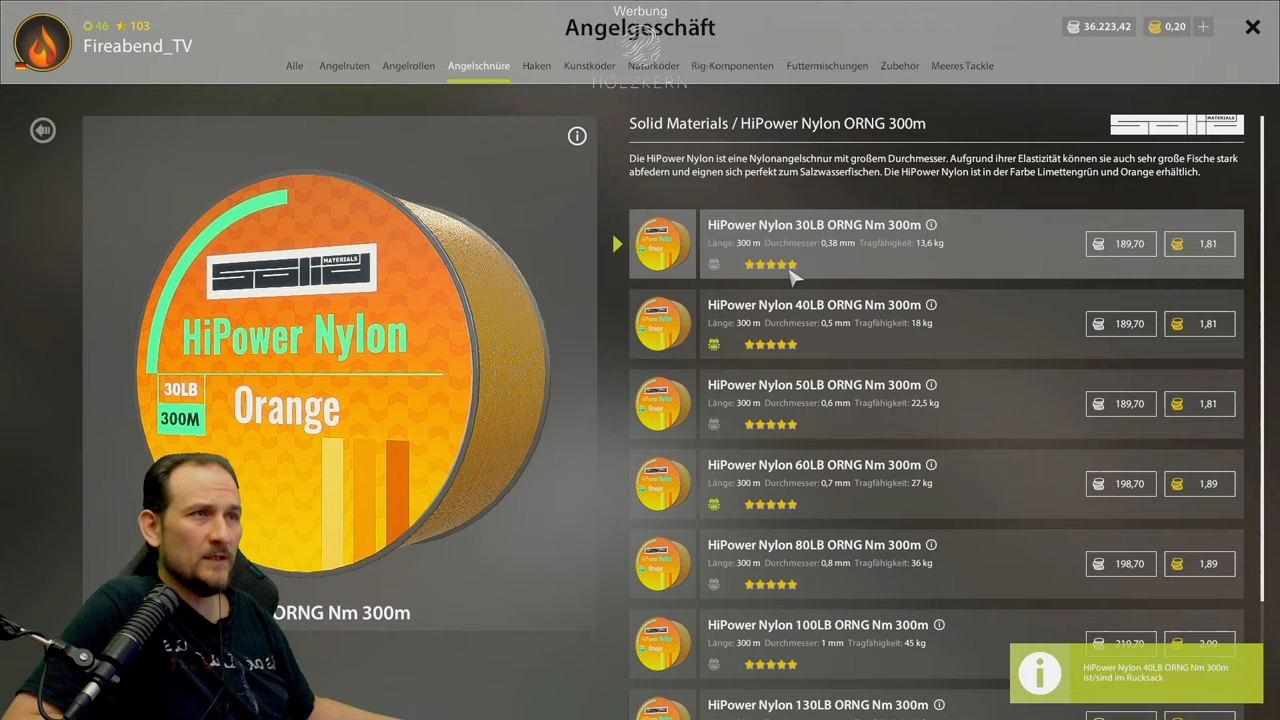 Werbung
Angelgeschäft
HOLZKERN
46 103
Fireabend_TV
36.223,42
0,20
Alle
Angelruten
Angelrollen
Angelschnüre
Haken
Kunstköder
Naturköder
Rig-Komponenten
Futtermischungen
Zubehör
Meeres Tackle
SOLID
MATERIALS
HiPower Nylon
30LB
300M
Orange
ORNG Nm 300m
Solid Materials / HiPower Nylon ORNG 300m
MATERIALS
Die HiPower Nylon ist eine Nylonangelschnur mit großem Durchmesser. Aufgrund ihrer Elastizität können sie auch sehr große Fische stark
abfedern und eignen sich perfekt zum Salzwasserfischen. Die HiPower Nylon ist in der Farbe Limettengrün und Orange erhältlich.
HiPower Nylon 30LB ORNG Nm 300m
Länge: 300 m Durchmesser: 0,38 mm Tragfähigkeit: 13,6 kg
189,70
1,81
HiPower Nylon 40LB ORNG Nm 300m
Länge: 300 m Durchmesser: 0,5 mm Tragfähigkeit: 18 kg
189,70
1,81
HiPower Nylon 50LB ORNG Nm 300m
Länge: 300 m Durchmesser: 0,6 mm Tragfähigkeit: 22,5 kg
189,70
1,81
HiPower Nylon 60LB ORNG Nm 300m
Länge: 300 m Durchmesser: 0,7 mm Tragfähigkeit: 27 kg
198,70
1,89
HiPower Nylon 80LB ORNG Nm 300m
Länge: 300 m Durchmesser: 0,8 mm Tragfähigkeit: 36 kg
198,70
1,89
HiPower Nylon 100LB ORNG Nm 300m
Länge: 300 m Durchmesser: 1 mm Tragfähigkeit: 45 kg
219,70
2,09
HiPower Nylon 130LB ORNG Nm 300m
HiPower Nylon 40LB ORNG Nm 300m
ist/sind im Rucksack